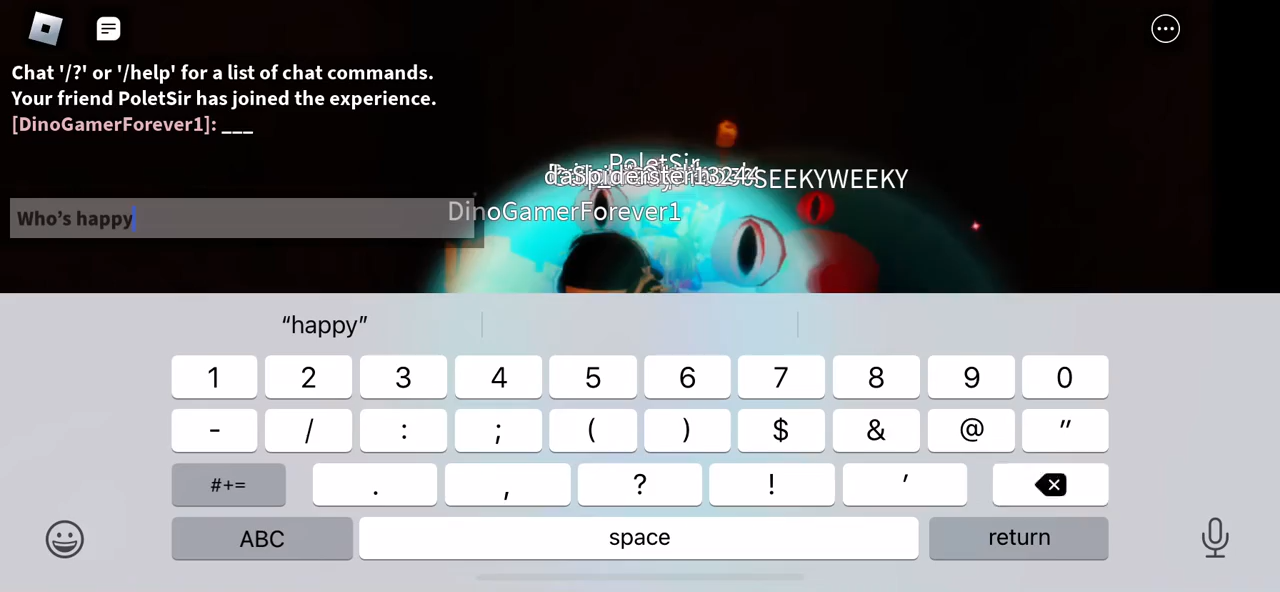 Chat '/?' or '/help' for a list of chat commands.
Your friend PoletSir has joined the experience.
[DinoGamerForever1]: ___
PoletSir
SEEKYWEEKY
DinoGamerForever1
Who’s happy
“happy”
1 2 3 4 5 6 7 8 9 0
- / : ; ( ) $ & @ "
#+= . , ? ! ’
ABC space return